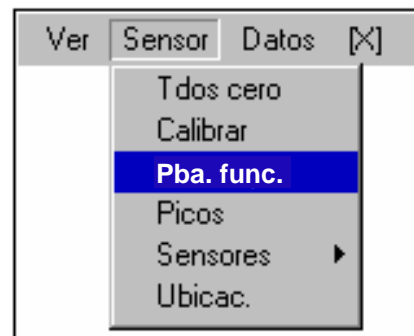 Ver Sensor Datos [X]
Tdos cero
Calibrar
Pba. func.
Picos
Sensores
Ubicac.